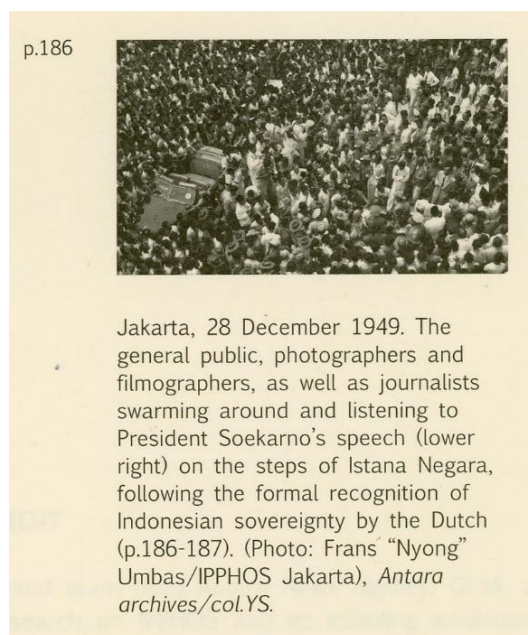 p.186
Jakarta, 28 December 1949. The
general public, photographers and
filmographers, as well as journalists
swarming around and listening to
President Soekarno's speech (lower
right) on the steps of Istana Negara,
following the formal recognition of
Indonesian sovereignty by the Dutch
(p.186-187). (Photo: Frans “Nyong”
Umbas/IPPHOS Jakarta), Antara
archives/col.YS.